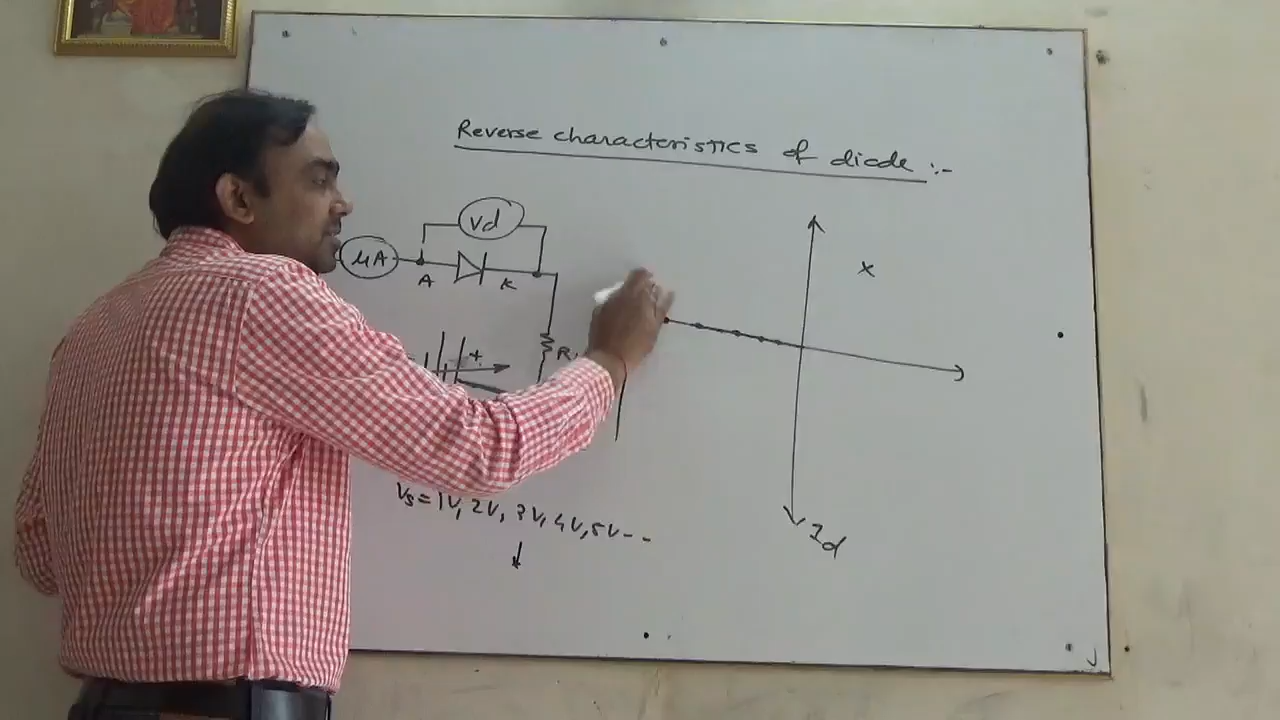 Reverse characteristics of diode :-
Vd
μA
A K
x
+
R
Vs = 1V, 2V, 3V, 4V, 5V - -
Id